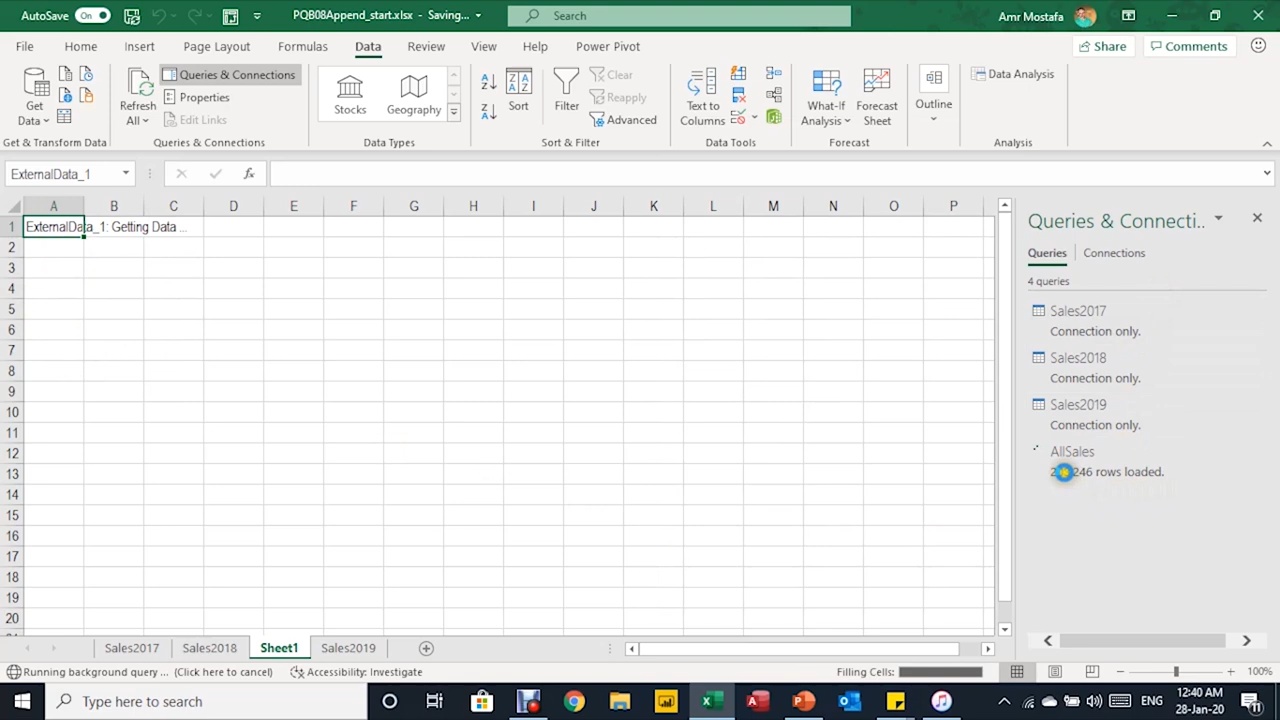 AutoSave On PQB08Append_start.xlsx - Saving... Search Amr Mostafa
File Home Insert Page Layout Formulas Data Review View Help Power Pivot Share Comments
Get Data
Refresh All
Queries & Connections
Properties
Edit Links
Stocks
Geography
Sort
Filter
Clear
Reapply
Advanced
Text to Columns
What-If Analysis
Forecast Sheet
Outline
Data Analysis
Get & Transform Data Queries & Connections Data Types Sort & Filter Data Tools Forecast Analysis
ExternalData_1 fx
A B C D E F G H I J K L M N O P
1 ExternalData_1: Getting Data ...
2
3
4
5
6
7
8
9
10
11
12
13
14
15
16
17
18
19
20
Queries & Connecti..
Queries Connections
4 queries
Sales2017
Connection only.
Sales2018
Connection only.
Sales2019
Connection only.
AllSales
246 rows loaded.
Sales2017 Sales2018 Sheet1 Sales2019
Running background query ... (Click here to cancel) Accessibility: Investigate Filling Cells: 100%
Type here to search
ENG
12:40 AM
28-Jan-20
11